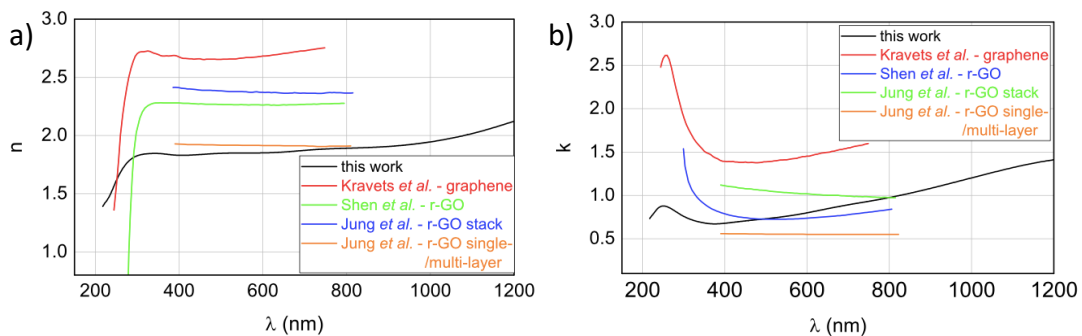 a)
3.0
2.5
2.0
1.5
1.0
n
this work
Kravets et al. - graphene
Shen et al. - r-GO
Jung et al. - r-GO stack
Jung et al. - r-GO single-
/multi-layer
200 400 600 800 1000 1200
λ (nm)
b)
3.0
2.5
2.0
1.5
1.0
0.5
k
this work
Kravets et al. - graphene
Shen et al. - r-GO
Jung et al. - r-GO stack
Jung et al. - r-GO single-
/multi-layer
200 400 600 800 1000 1200
λ (nm)